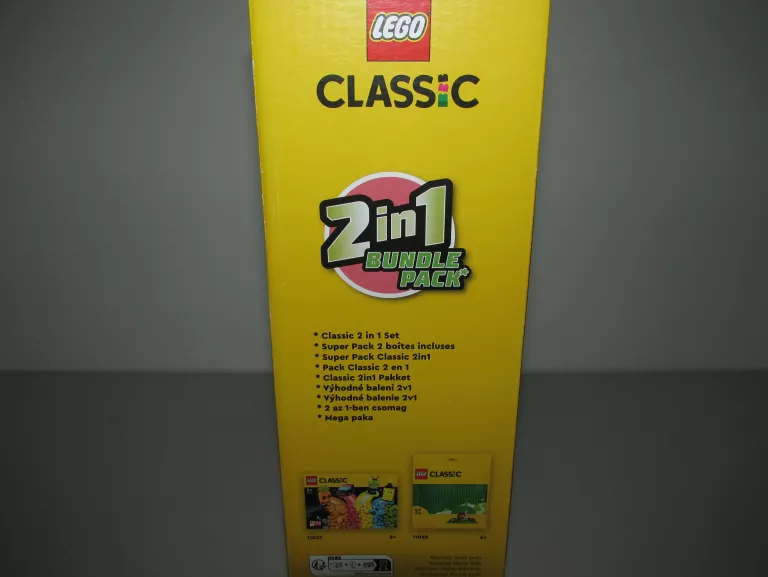 LEGO
CLASSIC
2in1
BUNDLE
PACK*
* Classic 2 in 1 Set
* Super Pack 2 boîtes incluses
* Super Pack Classic 2in1
* Pack Classic 2 en 1
* Classic 2in1 Pakket
* Výhodné balení 2v1
* Výhodné balenie 2v1
* 2 az 1-ben csomag
* Mega paka
LEGO CLASSIC
LEGO CLASSIC